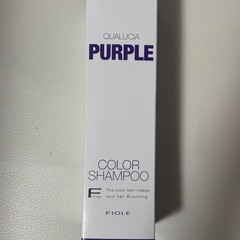 QUALUCIA
PURPLE
COLOR
SHAMPOO
This color item makes
your hair BLooming
FIOLE